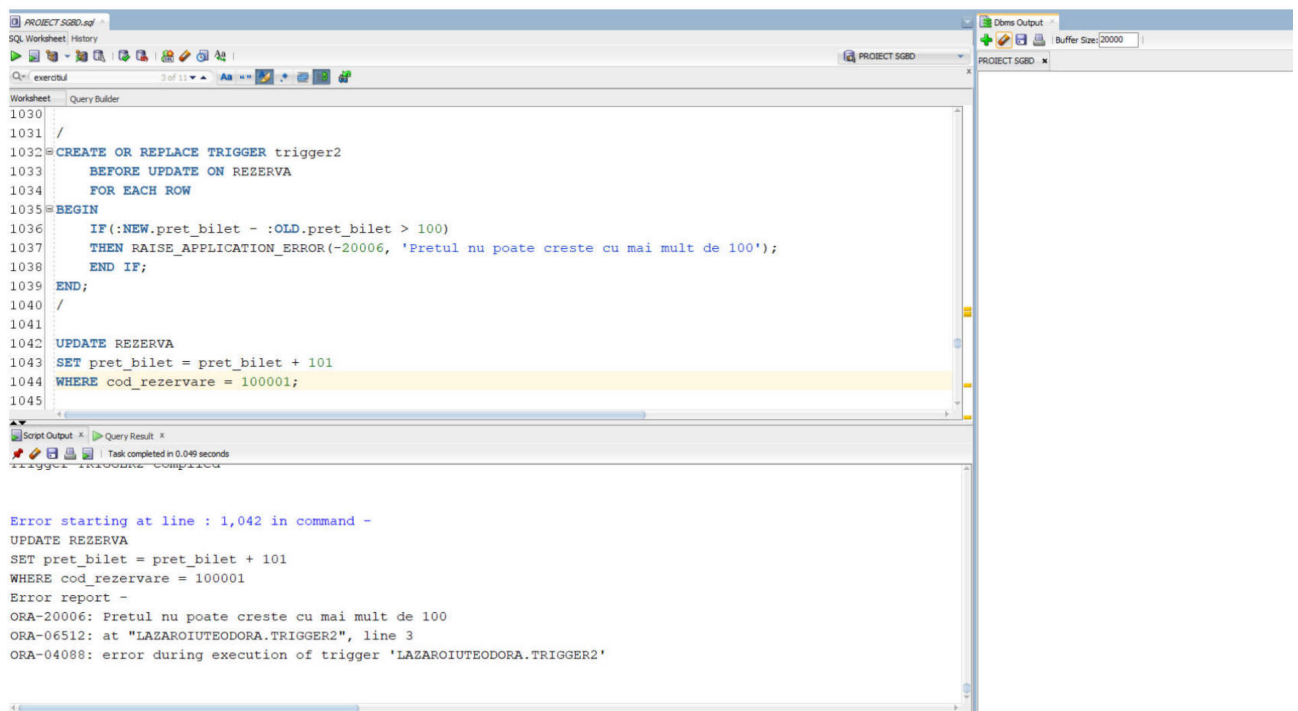 PROIECT SGBD.sql
Dbms Output
SQL Worksheet History
Buffer Size: 20000
PROIECT SGBD
PROIECT SGBD
exercitiul 3 of 11 Aa
Worksheet Query Builder
1030
1031 /
1032 CREATE OR REPLACE TRIGGER trigger2
1033 BEFORE UPDATE ON REZERVA
1034 FOR EACH ROW
1035 BEGIN
1036 IF(:NEW.pret_bilet - :OLD.pret_bilet > 100)
1037 THEN RAISE_APPLICATION_ERROR(-20006, 'Pretul nu poate creste cu mai mult de 100');
1038 END IF;
1039 END;
1040 /
1041
1042 UPDATE REZERVA
1043 SET pret_bilet = pret_bilet + 101
1044 WHERE cod_rezervare = 100001;
1045
Script Output x Query Result x
Task completed in 0.049 seconds
Trigger TRIGGER2 compiled
Error starting at line : 1,042 in command -
UPDATE REZERVA
SET pret_bilet = pret_bilet + 101
WHERE cod_rezervare = 100001
Error report -
ORA-20006: Pretul nu poate creste cu mai mult de 100
ORA-06512: at "LAZAROIUTEODORA.TRIGGER2", line 3
ORA-04088: error during execution of trigger 'LAZAROIUTEODORA.TRIGGER2'